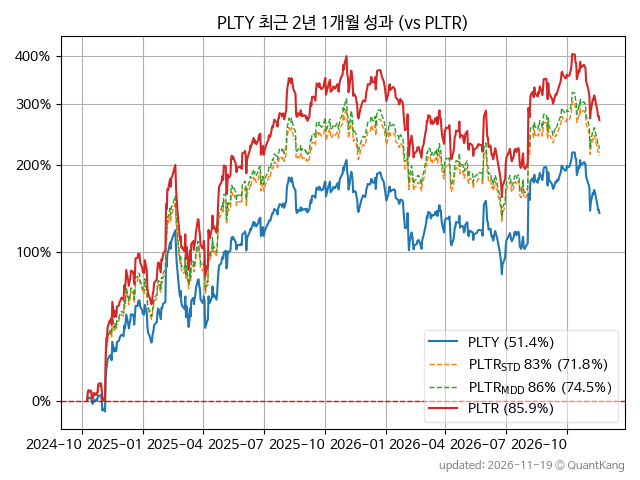 PLTY 최근 2년 1개월 성과 (vs PLTR)
400%
300%
200%
100%
0%
PLTY (51.4%)
PLTRSTD 83% (71.8%)
PLTRMDD 86% (74.5%)
PLTR (85.9%)
2024-10 2025-01 2025-04 2025-07 2025-10 2026-01 2026-04 2026-07 2026-10
updated: 2026-11-19 © QuantKang